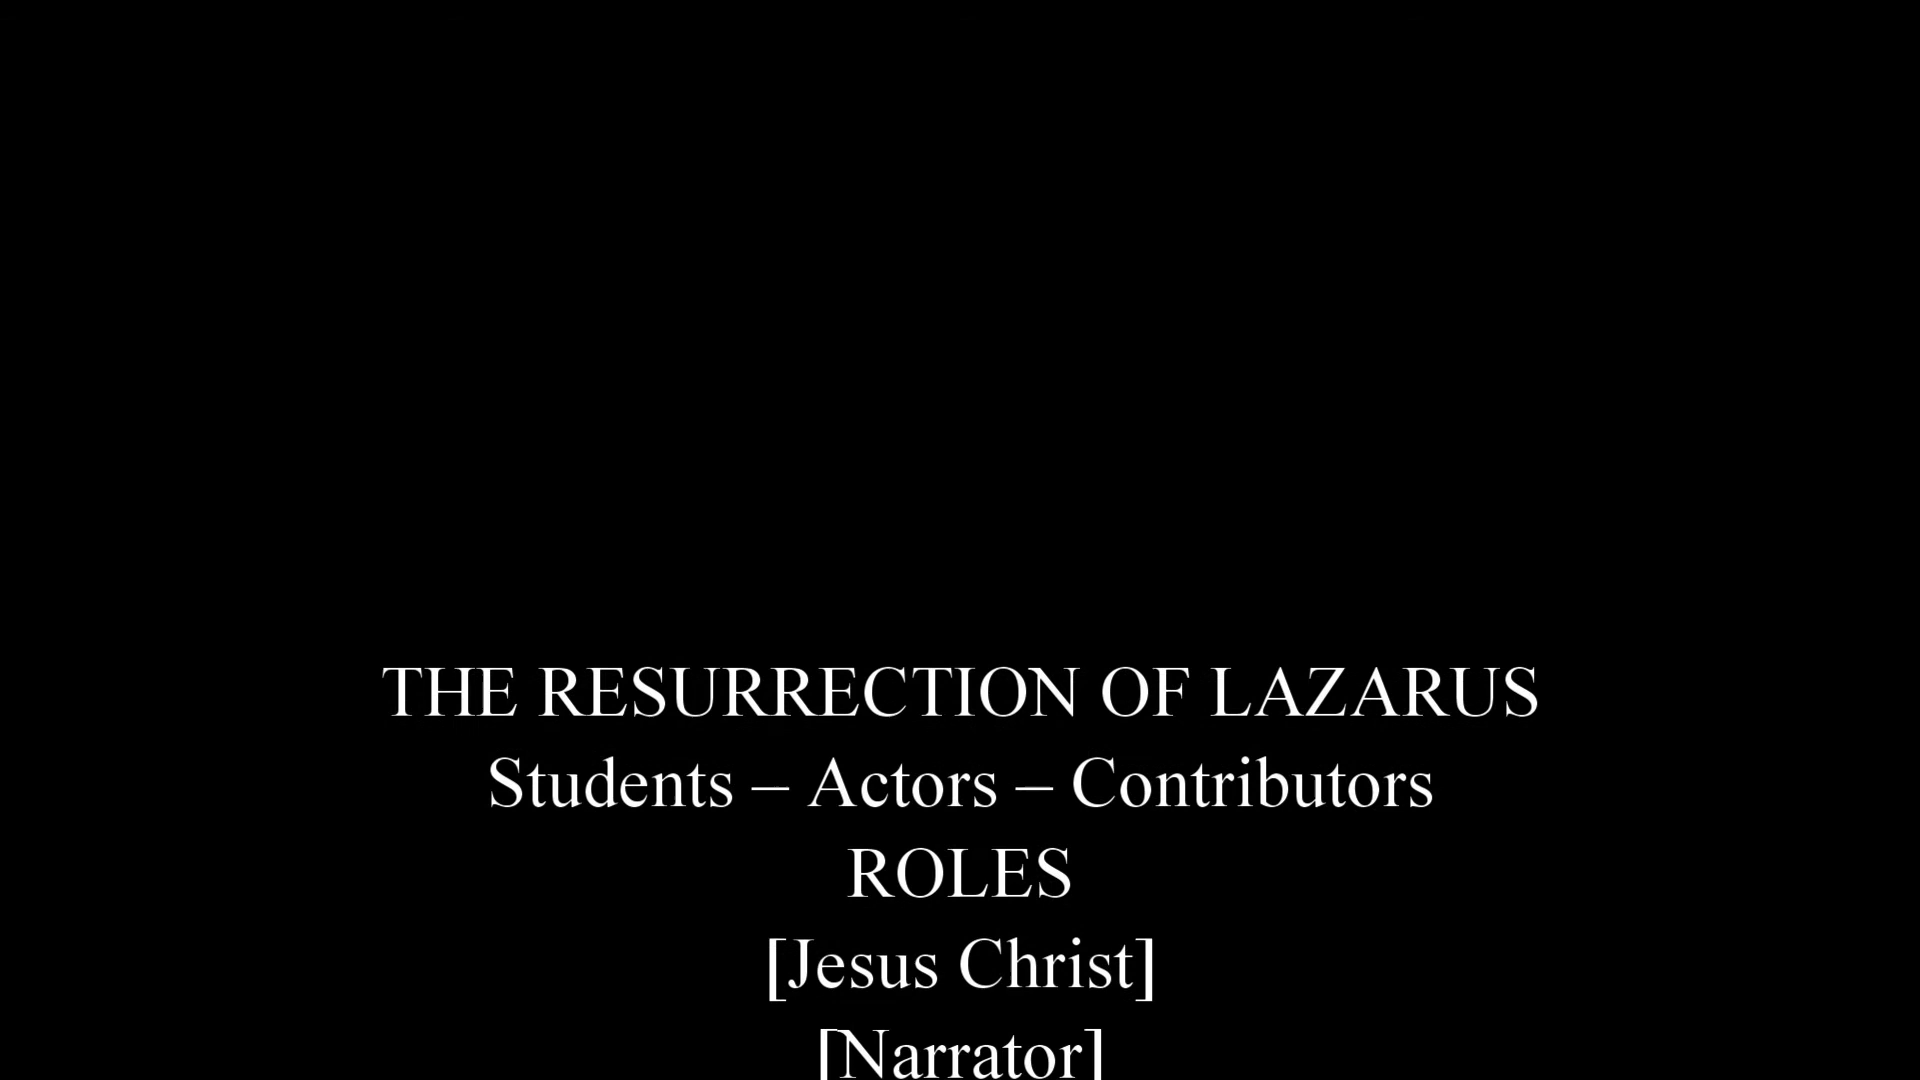 THE RESURRECTION OF LAZARUS
Students – Actors – Contributors
ROLES
[Jesus Christ]
[Narrator]